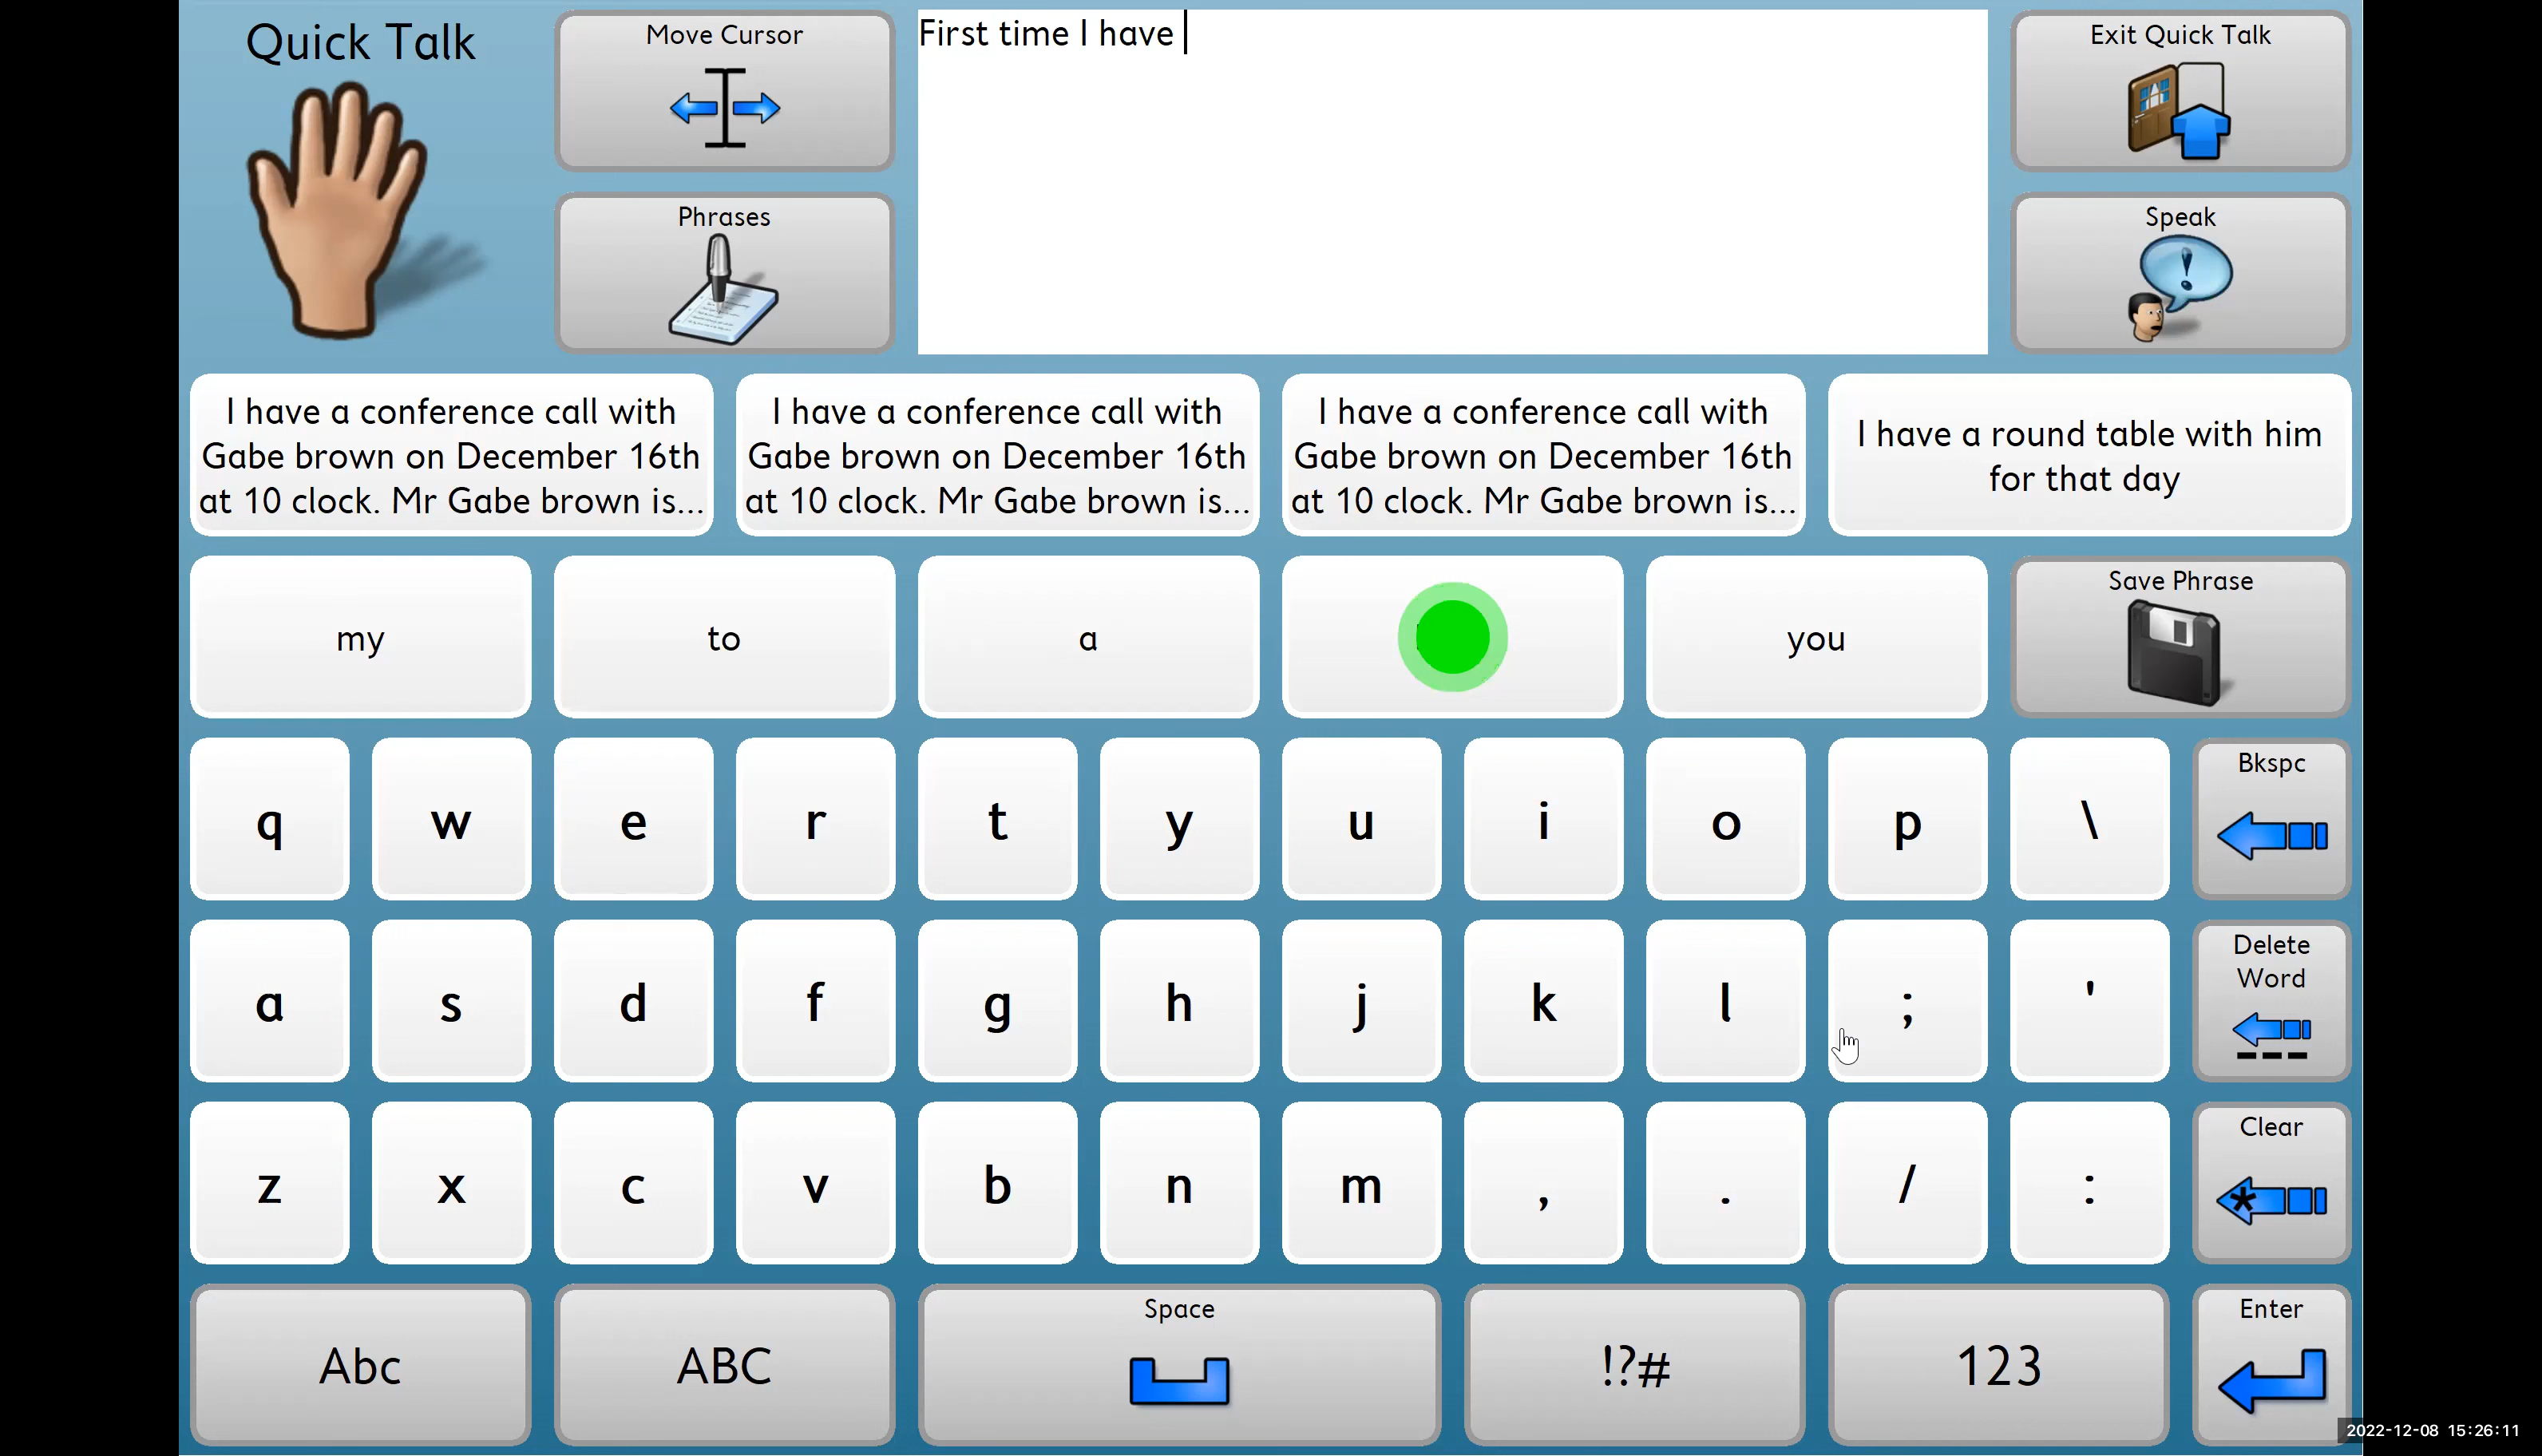 Quick Talk
Move Cursor
First time I have
Exit Quick Talk
Phrases
Speak
I have a conference call with
Gabe brown on December 16th
at 10 clock. Mr Gabe brown is...
I have a conference call with
Gabe brown on December 16th
at 10 clock. Mr Gabe brown is...
I have a conference call with
Gabe brown on December 16th
at 10 clock. Mr Gabe brown is...
I have a round table with him
for that day
my
to
a
you
Save Phrase
q
w
e
r
t
y
u
i
o
p
\
Bkspc
a
s
d
f
g
h
j
k
l
;
'
Delete
Word
z
x
c
v
b
n
m
,
.
/
:
Clear
Abc
ABC
Space
!?#
123
Enter
2022-12-08 15:26:11